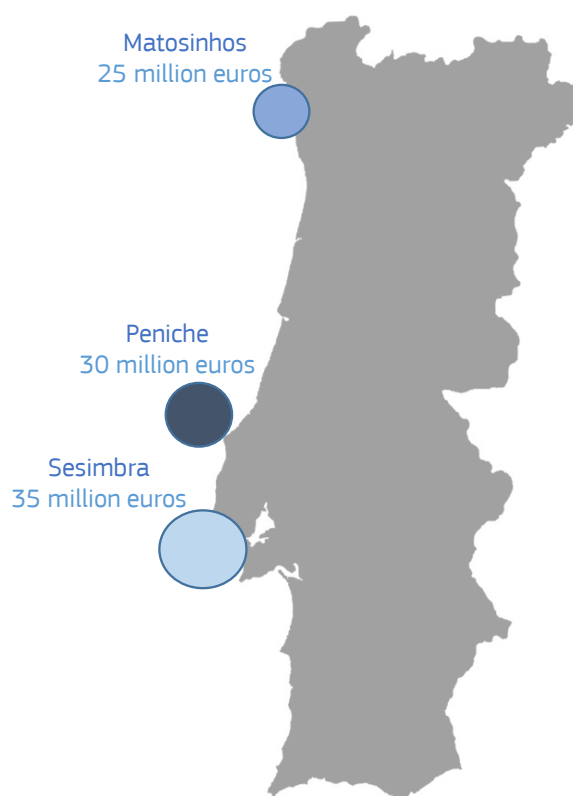 Matosinhos
25 million euros
Peniche
30 million euros
Sesimbra
35 million euros